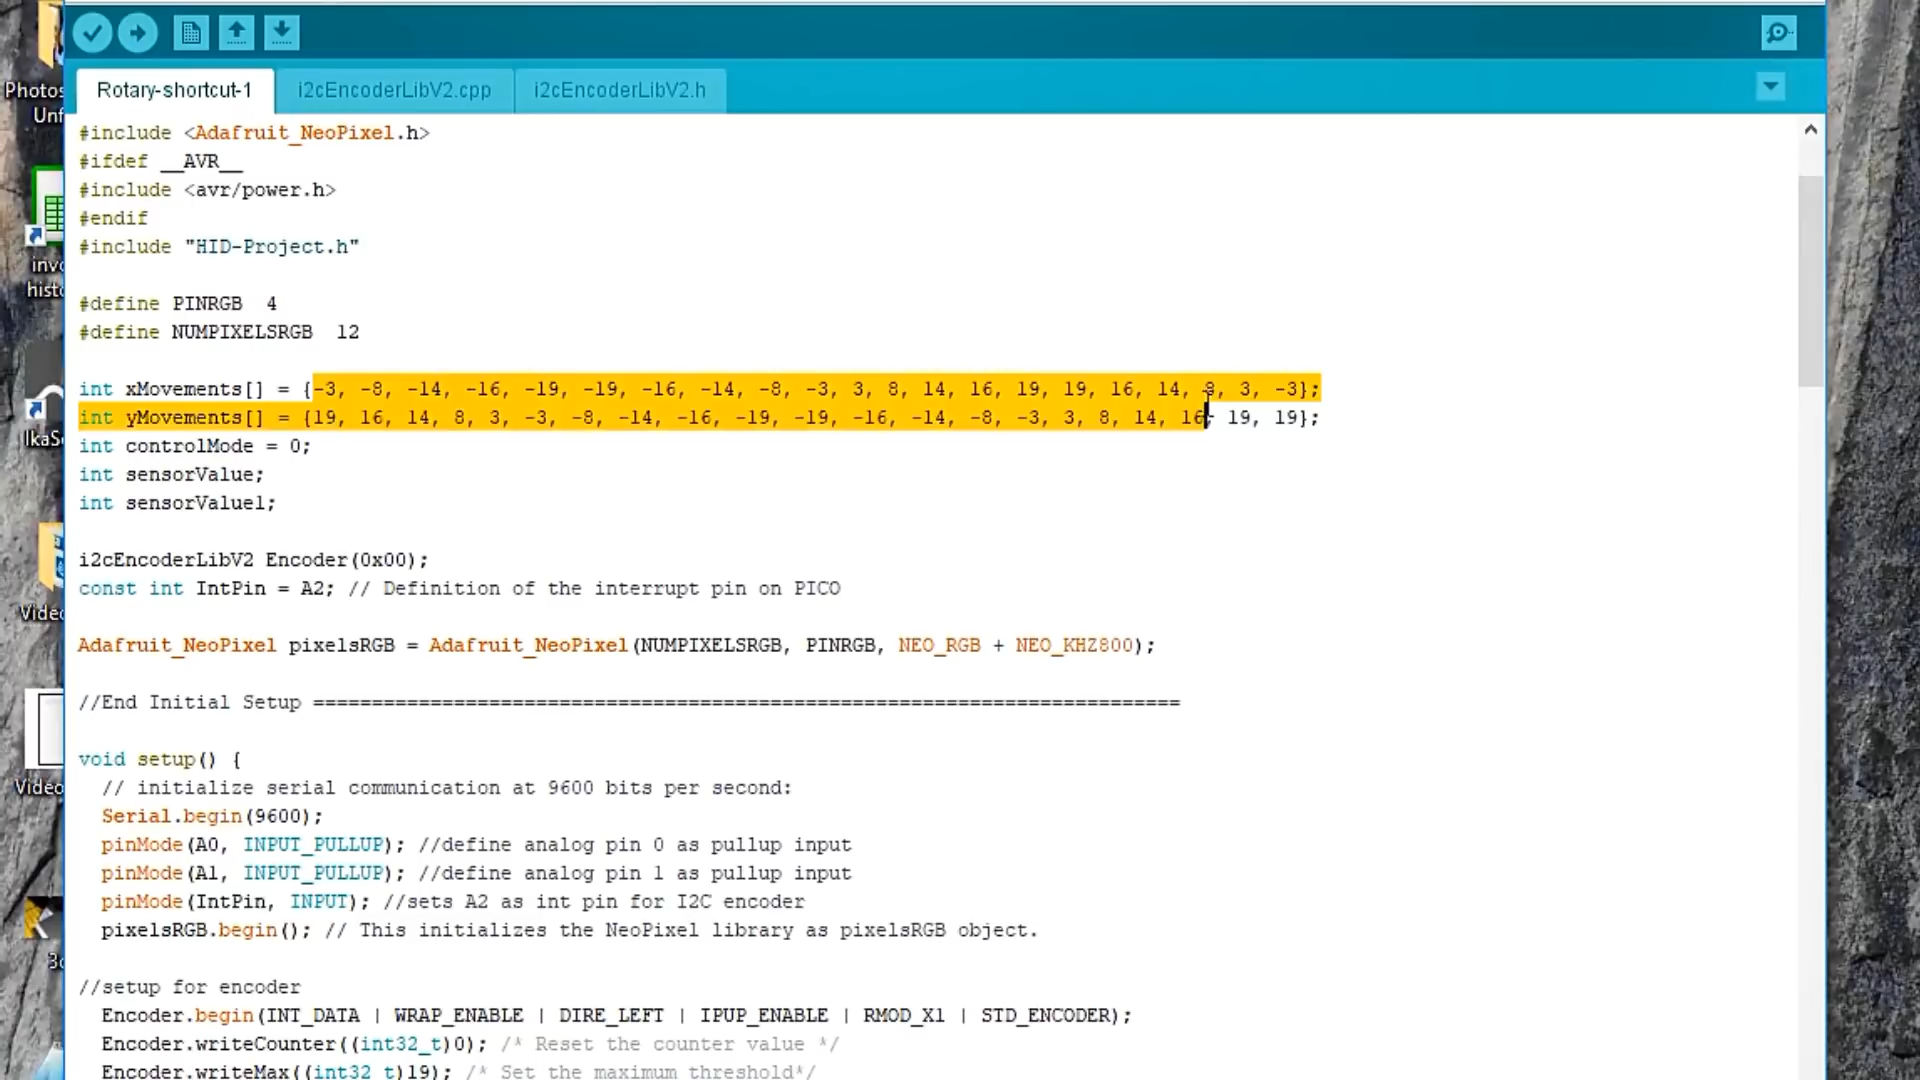 Rotary-shortcut-1
i2cEncoderLibV2.cpp
i2cEncoderLibV2.h
#include <Adafruit_NeoPixel.h>
#ifdef __AVR__
#include <avr/power.h>
#endif
#include "HID-Project.h"
#define PINRGB  4
#define NUMPIXELSRGB  12
int xMovements[] = {-3, -8, -14, -16, -19, -19, -16, -14, -8, -3, 3, 8, 14, 16, 19, 19, 16, 14, 8, 3, -3};
int yMovements[] = {19, 16, 14, 8, 3, -3, -8, -14, -16, -19, -19, -16, -14, -8, -3, 3, 8, 14, 16, 19, 19};
int controlMode = 0;
int sensorValue;
int sensorValue1;
i2cEncoderLibV2 Encoder(0x00);
const int IntPin = A2; // Definition of the interrupt pin on PICO
Adafruit_NeoPixel pixelsRGB = Adafruit_NeoPixel(NUMPIXELSRGB, PINRGB, NEO_RGB + NEO_KHZ800);
//End Initial Setup ==========================================================================
void setup() {
// initialize serial communication at 9600 bits per second:
Serial.begin(9600);
pinMode(A0, INPUT_PULLUP); //define analog pin 0 as pullup input
pinMode(A1, INPUT_PULLUP); //define analog pin 1 as pullup input
pinMode(IntPin, INPUT); //sets A2 as int pin for I2C encoder
pixelsRGB.begin(); // This initializes the NeoPixel library as pixelsRGB object.
//setup for encoder
Encoder.begin(INT_DATA | WRAP_ENABLE | DIRE_LEFT | IPUP_ENABLE | RMOD_X1 | STD_ENCODER);
Encoder.writeCounter((int32_t)0); /* Reset the counter value */
Encoder.writeMax((int32_t)19); /* Set the maximum threshold*/
Photos
Unf
inv
hist
Video
Video